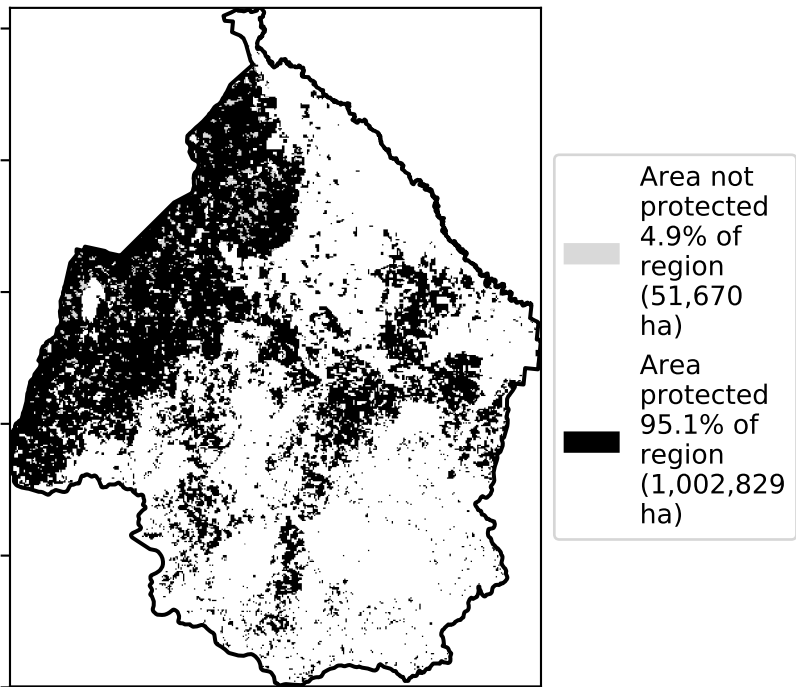 Area not
protected
4.9% of
region
(51,670
ha)
Area
protected
95.1% of
region
(1,002,829
ha)